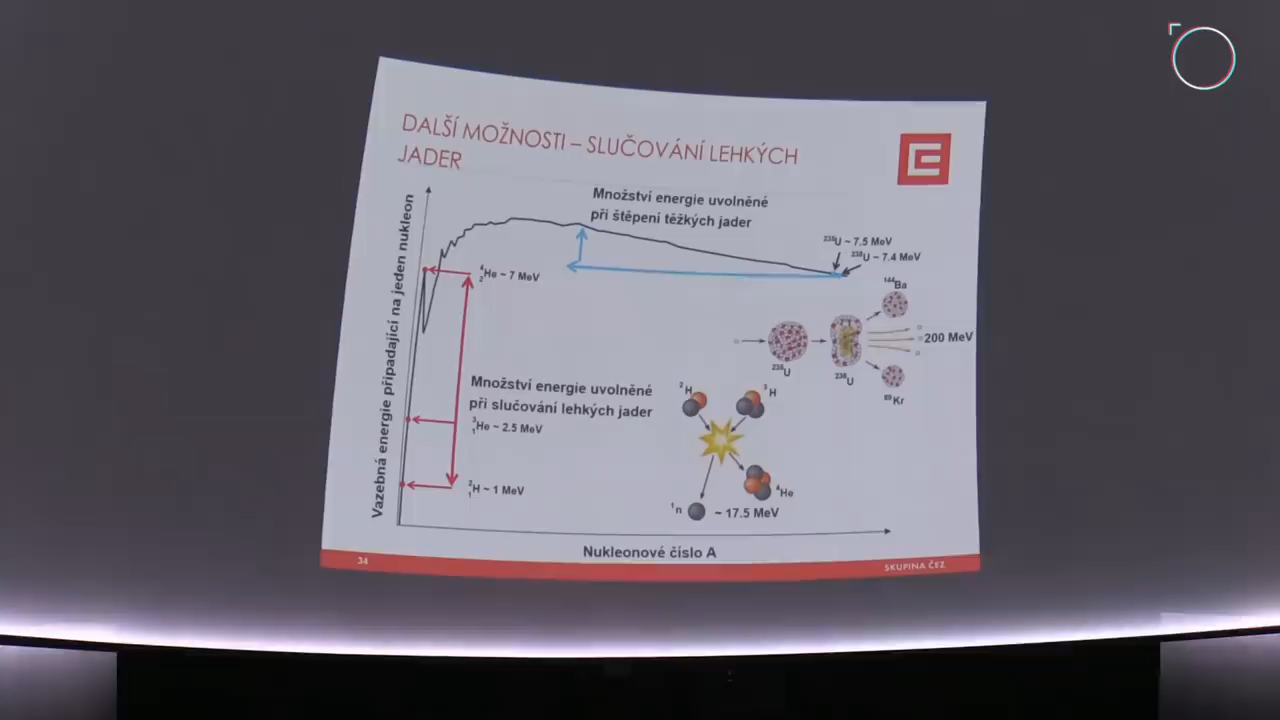 DALŠÍ MOŽNOSTI – SLUČOVÁNÍ LEHKÝCH
JADER
Vazebná energie připadající na jeden nukleon
Množství energie uvolněné
při štěpení těžkých jader
²³⁵U ~ 7.5 MeV
²³⁸U ~ 7.4 MeV
⁴₂He ~ 7 MeV
¹⁴⁴Ba
200 MeV
²³⁸U
⁸⁹Kr
Množství energie uvolněné
při slučování lehkých jader
³₁He ~ 2.5 MeV
²H
³H
²₁H ~ 1 MeV
⁴He
¹n
~ 17.5 MeV
Nukleonové číslo A
34
SKUPINA ČEZ